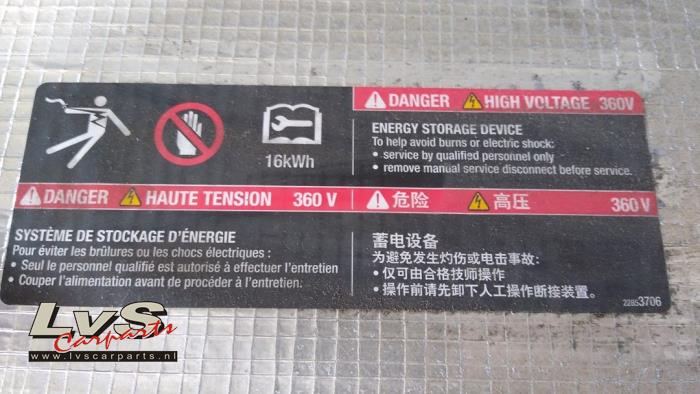 16kWh
DANGER HIGH VOLTAGE 360V
ENERGY STORAGE DEVICE
To help avoid burns or electric shock:
• service by qualified personnel only
• remove manual service disconnect before service.
DANGER HAUTE TENSION 360 V
SYSTÈME DE STOCKAGE D'ÉNERGIE
Pour éviter les brûlures ou les chocs électriques :
• Seul le personnel qualifié est autorisé à effectuer l'entretien
• Couper l'alimentation avant de procéder à l'entretien.
危险 高压 360 V
蓄电设备
为避免发生灼伤或电击事故:
• 仅可由合格技师操作
• 操作前请先卸下人工操作断接装置。
22853706
LvS
Carparts
www.lvscarparts.nl